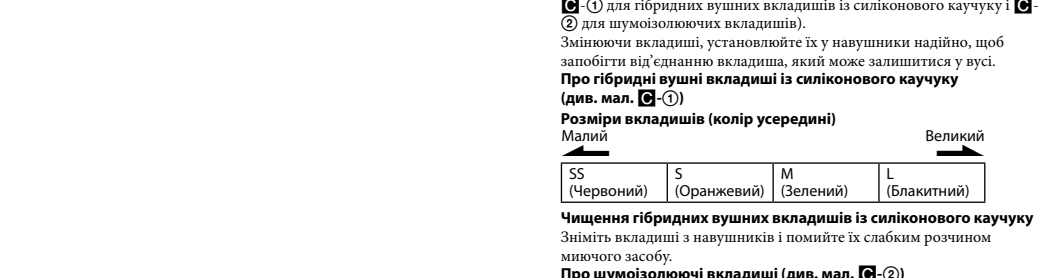 C-① для гібридних вушних вкладишів із силіконового каучуку і C-
② для шумоізолюючих вкладишів).
Змінюючи вкладиші, установлюйте їх у навушники надійно, щоб
запобігти від’єднанню вкладиша, який може залишитися у вусі.
Про гібридні вушні вкладиші із силіконового каучуку
(див. мал. C-①)
Розміри вкладишів (колір усередині)
Малий Великий
SS S M L
(Червоний) (Оранжевий) (Зелений) (Блакитний)
Чищення гібридних вушних вкладишів із силіконового каучуку
Зніміть вкладиші з навушників і помийте їх слабким розчином
миючого засобу.
Про шумоізолюючі вкладиші (див. мал. C-②)